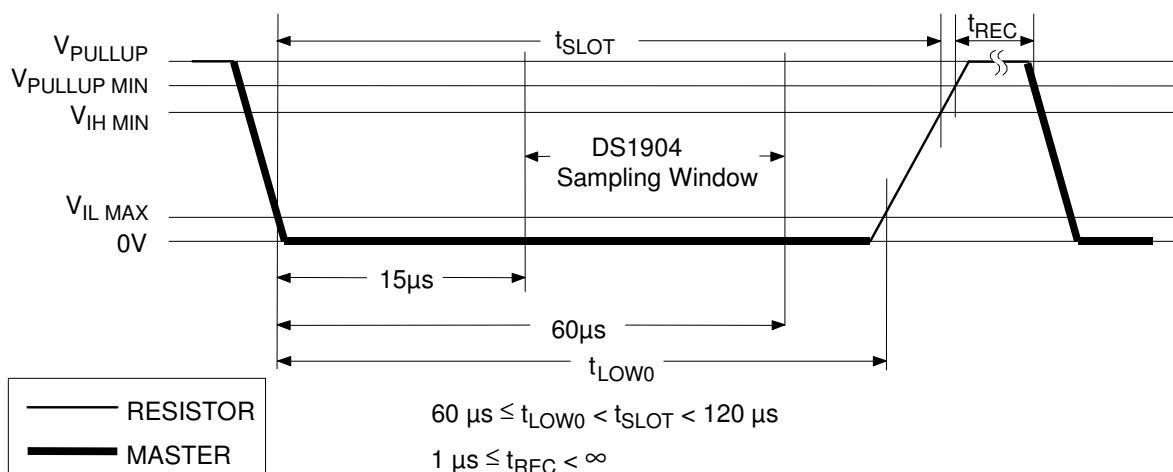 t_SLOT
t_REC
V_PULLUP
V_PULLUP MIN
V_IH MIN
DS1904
Sampling Window
V_IL MAX
0V
15µs
60µs
t_LOW0
RESISTOR
MASTER
60 µs ≤ t_LOW0 < t_SLOT < 120 µs
1 µs ≤ t_REC < ∞